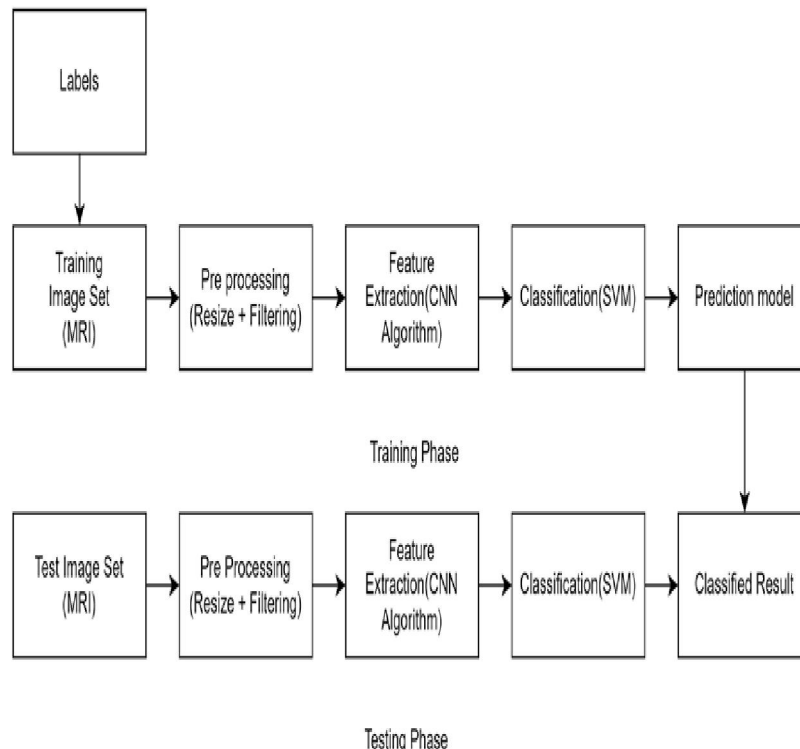 Labels
Training
Image Set
(MRI)
Pre processing
(Resize + Filtering)
Feature
Extraction(CNN
Algorithm)
Classification(SVM)
Prediction model
Training Phase
Test Image Set
(MRI)
Pre Processing
(Resize + Filtering)
Feature
Extraction(CNN
Algorithm)
Classification(SVM)
Classified Result
Testing Phase